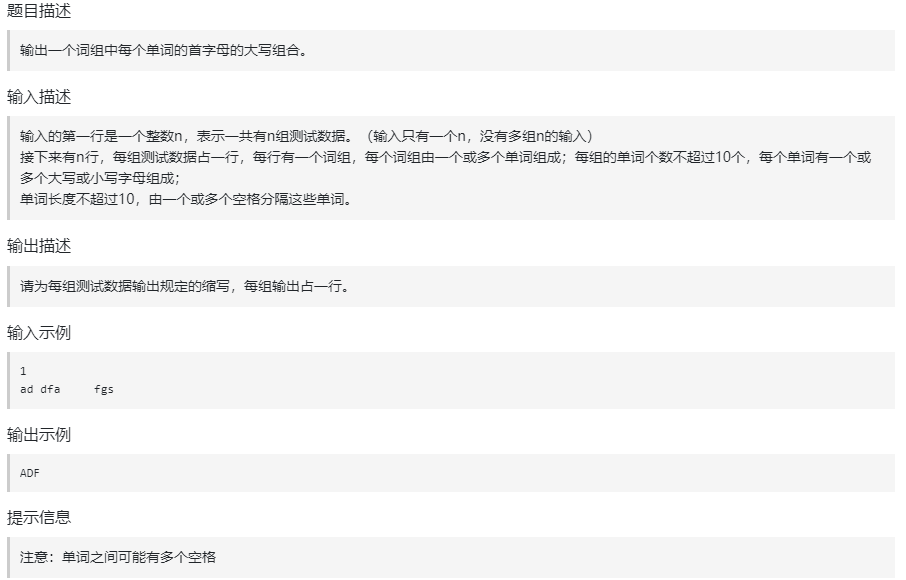 题目描述
输出一个词组中每个单词的首字母的大写组合。
输入描述
输入的第一行是一个整数n，表示一共有n组测试数据。（输入只有一个n，没有多组n的输入）
接下来有n行，每组测试数据占一行，每行有一个词组，每个词组由一个或多个单词组成；每组的单词个数不超过10个，每个单词有一个或
多个大写或小写字母组成；
单词长度不超过10，由一个或多个空格分隔这些单词。
输出描述
请为每组测试数据输出规定的缩写，每组输出占一行。
输入示例
1
ad dfa     fgs
输出示例
ADF
提示信息
注意：单词之间可能有多个空格